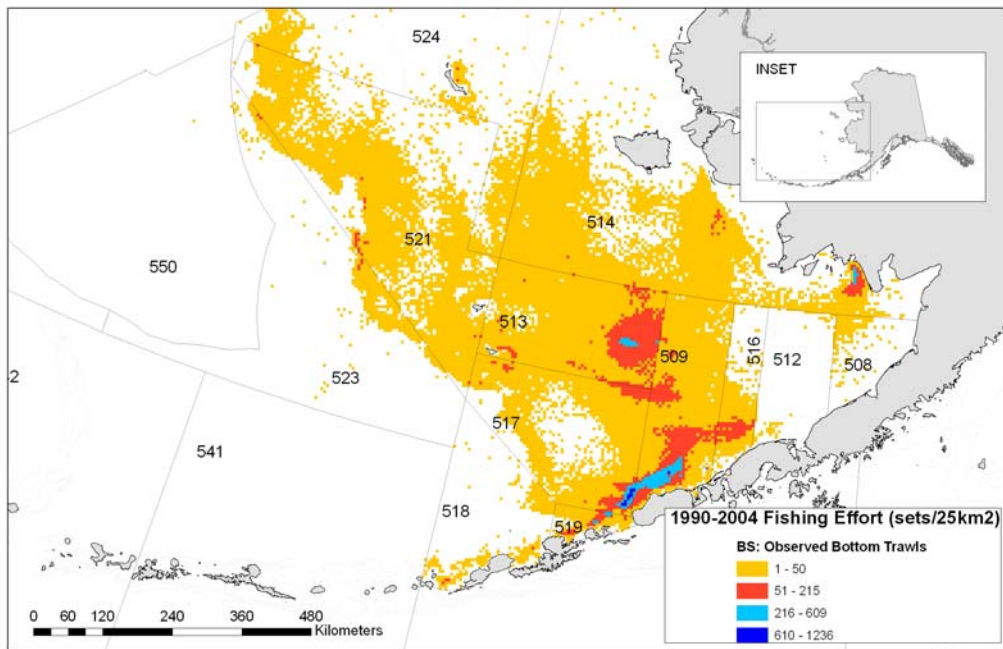 524
INSET
514
521
550
513
516
509
512
508
2
523
517
541
518
519
1990-2004 Fishing Effort (sets/25km2)
BS: Observed Bottom Trawls
1 - 50
51 - 215
216 - 609
610 - 1236
0 60 120 240 360 480
Kilometers